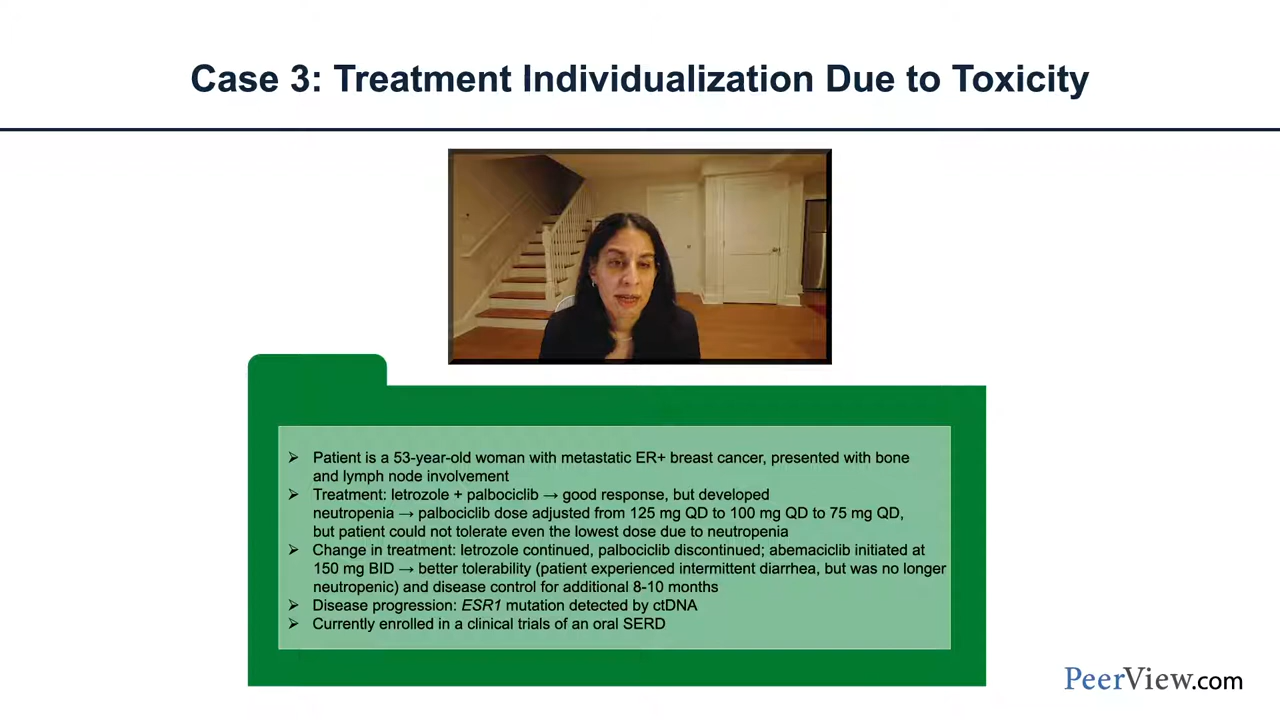 Case 3: Treatment Individualization Due to Toxicity
➢ Patient is a 53-year-old woman with metastatic ER+ breast cancer, presented with bone
and lymph node involvement
➢ Treatment: letrozole + palbociclib → good response, but developed
neutropenia → palbociclib dose adjusted from 125 mg QD to 100 mg QD to 75 mg QD,
but patient could not tolerate even the lowest dose due to neutropenia
➢ Change in treatment: letrozole continued, palbociclib discontinued; abemaciclib initiated at
150 mg BID → better tolerability (patient experienced intermittent diarrhea, but was no longer
neutropenic) and disease control for additional 8-10 months
➢ Disease progression: ESR1 mutation detected by ctDNA
➢ Currently enrolled in a clinical trials of an oral SERD
PeerView.com